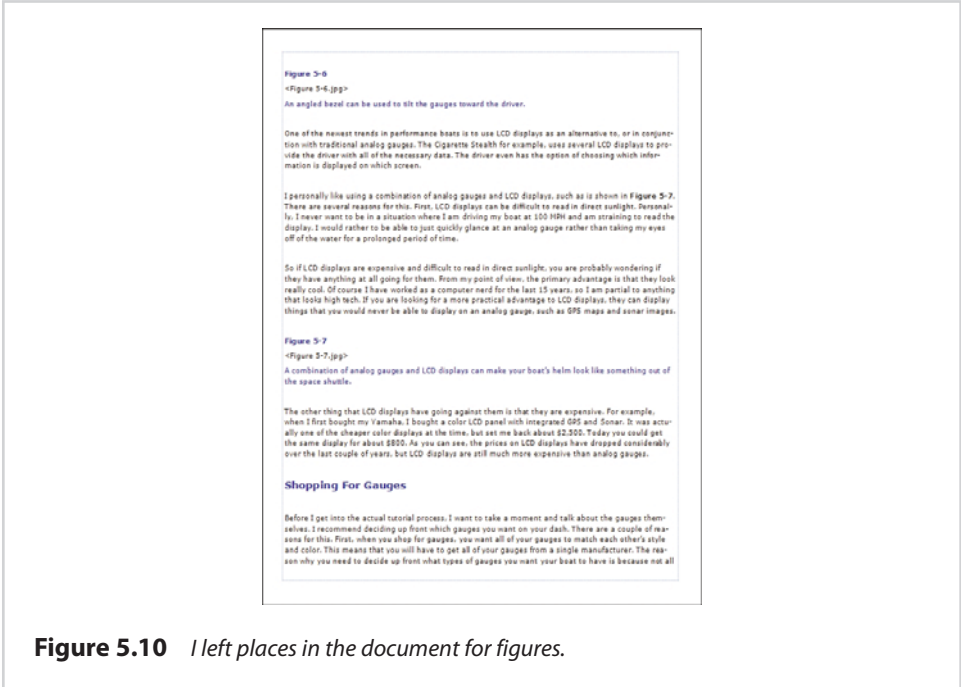 Figure 5-6
<Figure 5-6.jpg>
An angled bezel can be used to tilt the gauges toward the driver.
One of the newest trends in performance boats is to use LCD displays as an alternative to, or in conjunc-
tion with traditional analog gauges. The Cigarette Stealth for example, uses several LCD displays to pro-
vide the driver with all of the necessary data. The driver even has the option of choosing which infor-
mation is displayed on which screen.
I personally like using a combination of analog gauges and LCD displays, such as is shown in Figure 5-7.
There are several reasons for this. First, LCD displays can be difficult to read in direct sunlight. Personal-
ly, I never want to be in a situation where I am driving my boat at 100 MPH and am straining to read the
display. I would rather to be able to just quickly glance at an analog gauge rather than taking my eyes
off of the water for a prolonged period of time.
So if LCD displays are expensive and difficult to read in direct sunlight, you are probably wondering if
they have anything at all going for them. From my point of view, the primary advantage is that they look
really cool. Of course I have worked as a computer nerd for the last 15 years, so I am partial to anything
that looks high tech. If you are looking for a more practical advantage to LCD displays, they can display
things that you would never be able to display on an analog gauge, such as GPS maps and sonar images.
Figure 5-7
<Figure 5-7.jpg>
A combination of analog gauges and LCD displays can make your boat's helm look like something out of
the space shuttle.
The other thing that LCD displays have going against them is that they are expensive. For example,
when I first bought my Yamaha, I bought a color LCD panel with integrated GPS and Sonar. It was actu-
ally one of the cheaper color displays at the time, but set me back about $2,500. Today you could get
the same display for about $800. As you can see, the prices on LCD displays have dropped considerably
over the last couple of years, but LCD displays are still much more expensive than analog gauges.
Shopping For Gauges
Before I get into the actual tutorial process, I want to take a moment and talk about the gauges them-
selves. I recommend deciding up front which gauges you want on your dash. There are a couple of rea-
sons for this. First, when you shop for gauges, you want all of your gauges to match each other's style
and color. This means that you will have to get all of your gauges from a single manufacturer. The rea-
son why you need to decide up front what types of gauges you want your boat to have is because not all
Figure 5.10 I left places in the document for figures.